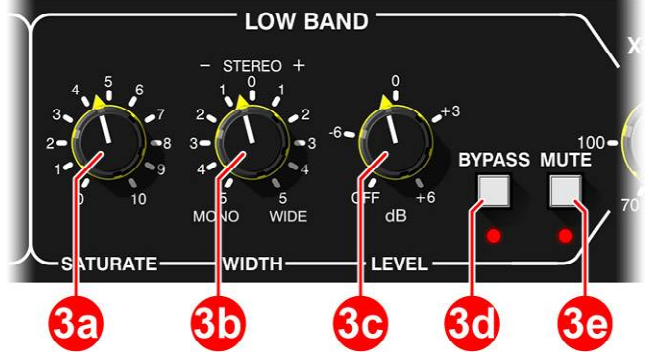 LOW BAND
X
− STEREO +
0 1 2 3 4 5 6 7 8 9 10
5 4 3 2 1 0 1 2 3 4 5
MONO WIDE
OFF -6 0 +3 +6
dB
BYPASS MUTE
100
70
SATURATE WIDTH LEVEL
3a 3b 3c 3d 3e